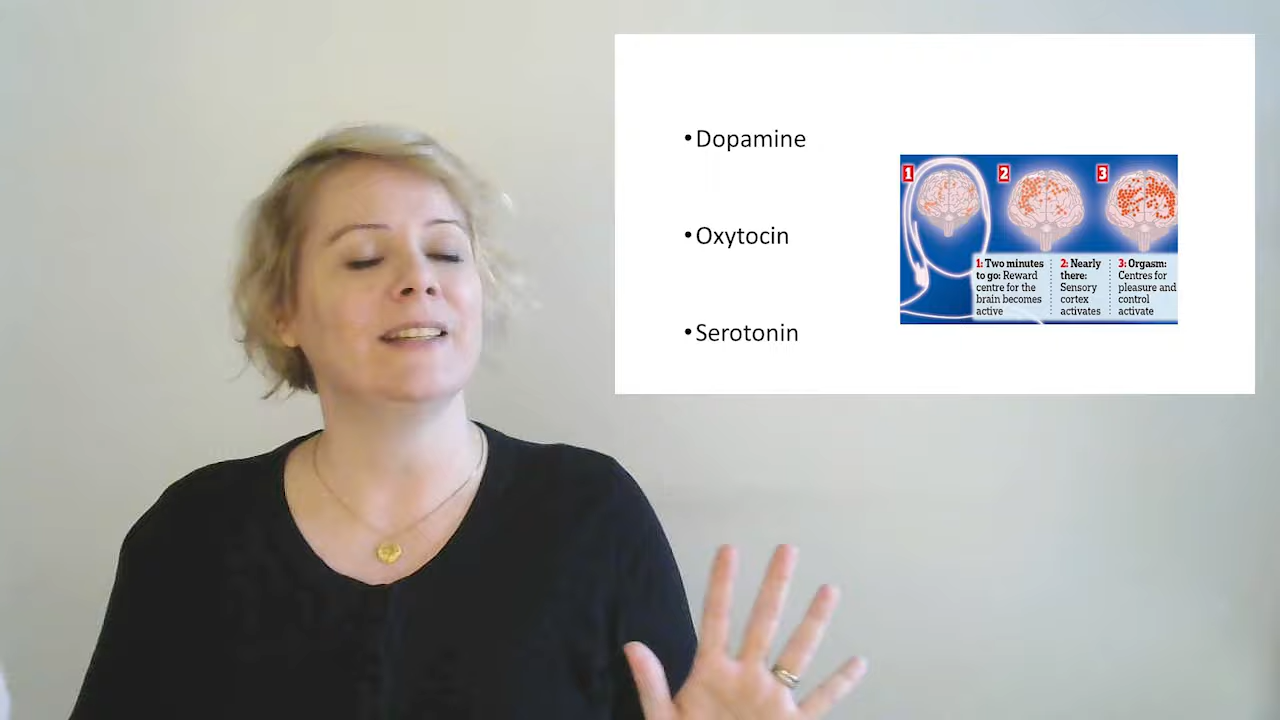 •Dopamine
•Oxytocin
•Serotonin
1
2
3
1: Two minutes
to go: Reward
centre for the
brain becomes
active
2: Nearly
there:
Sensory
cortex
activates
3: Orgasm:
Centres for
pleasure and
control
activate